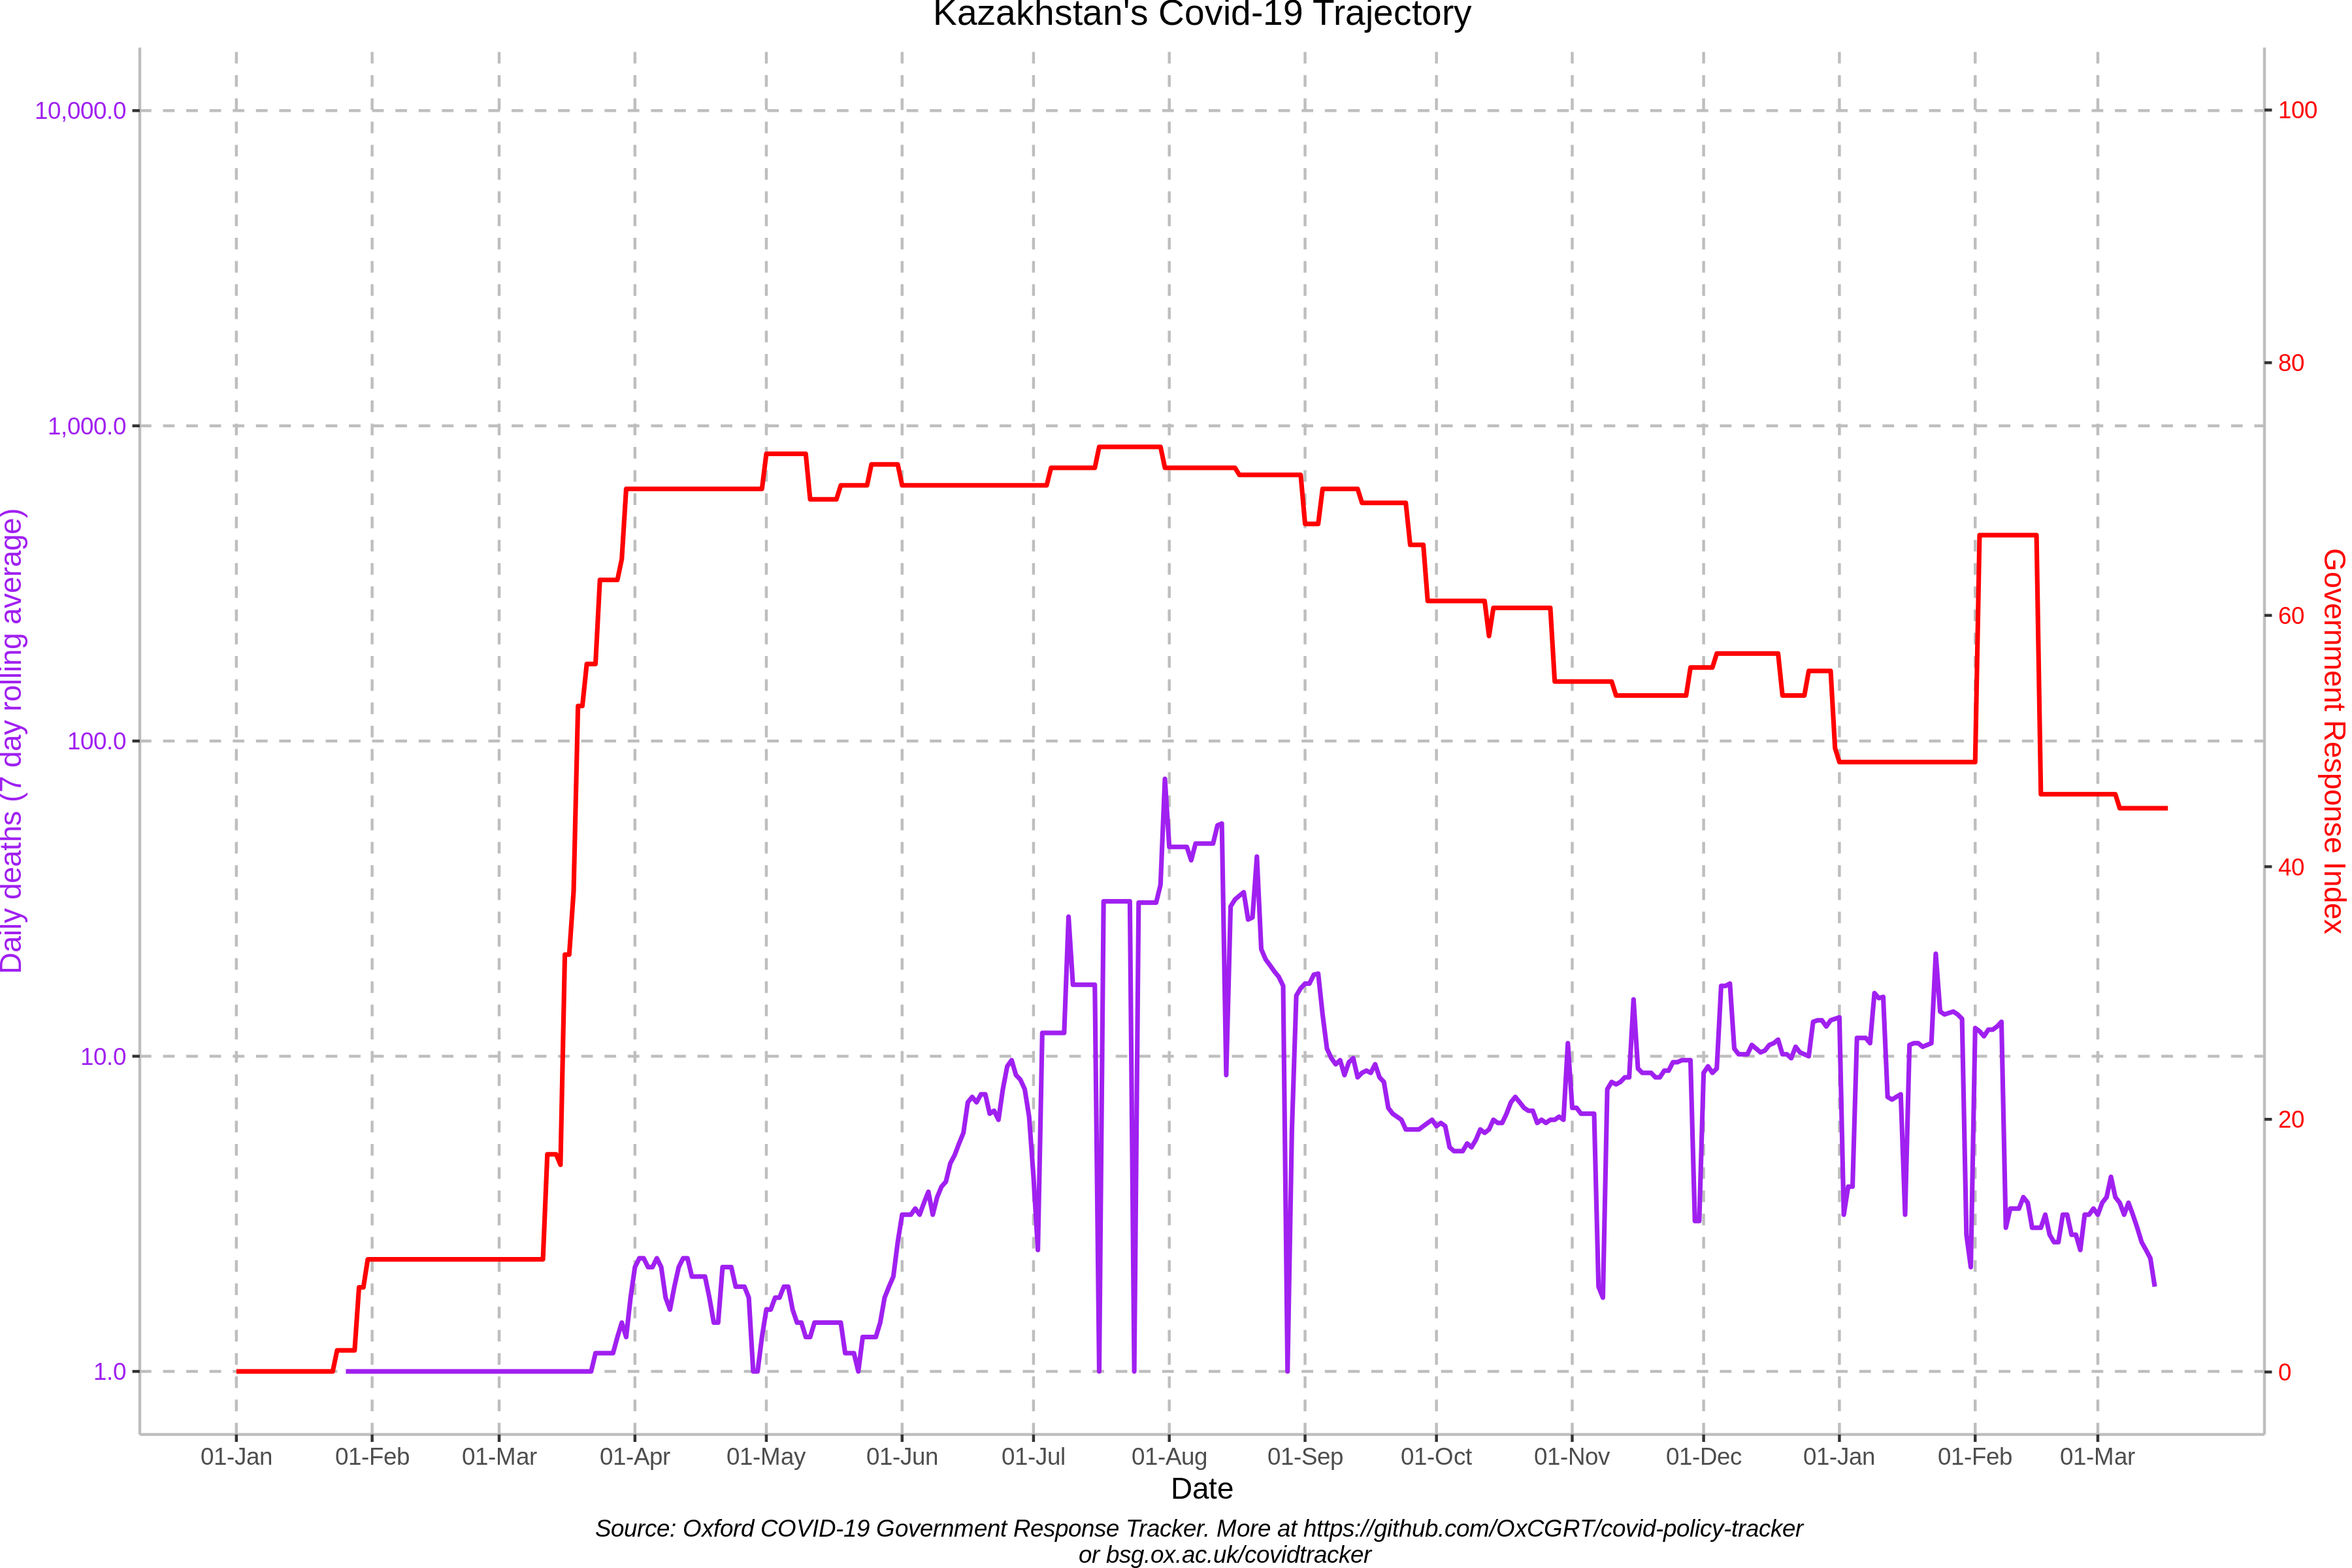 Kazakhstan's Covid-19 Trajectory
10,000.0
1,000.0
100.0
10.0
1.0
Daily deaths (7 day rolling average)
100
80
60
40
20
0
Government Response Index
01-Jan 01-Feb 01-Mar 01-Apr 01-May 01-Jun 01-Jul 01-Aug 01-Sep 01-Oct 01-Nov 01-Dec 01-Jan 01-Feb 01-Mar
Date
Source: Oxford COVID-19 Government Response Tracker. More at https://github.com/OxCGRT/covid-policy-tracker
or bsg.ox.ac.uk/covidtracker